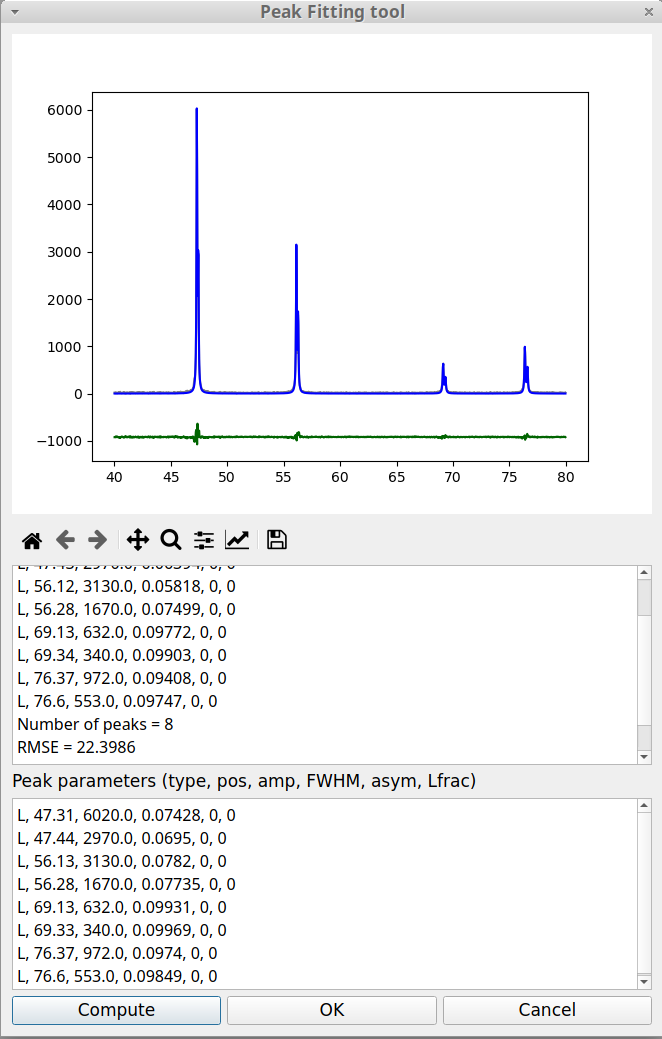 Peak Fitting tool
6000
5000
4000
3000
2000
1000
0
−1000
40 45 50 55 60 65 70 75 80
L, 56.12, 3130.0, 0.05818, 0, 0
L, 56.28, 1670.0, 0.07499, 0, 0
L, 69.13, 632.0, 0.09772, 0, 0
L, 69.34, 340.0, 0.09903, 0, 0
L, 76.37, 972.0, 0.09408, 0, 0
L, 76.6, 553.0, 0.09747, 0, 0
Number of peaks = 8
RMSE = 22.3986
Peak parameters (type, pos, amp, FWHM, asym, Lfrac)
L, 47.31, 6020.0, 0.07428, 0, 0
L, 47.44, 2970.0, 0.0695, 0, 0
L, 56.13, 3130.0, 0.0782, 0, 0
L, 56.28, 1670.0, 0.07735, 0, 0
L, 69.13, 632.0, 0.09931, 0, 0
L, 69.33, 340.0, 0.09969, 0, 0
L, 76.37, 972.0, 0.0974, 0, 0
L, 76.6, 553.0, 0.09849, 0, 0
Compute OK Cancel